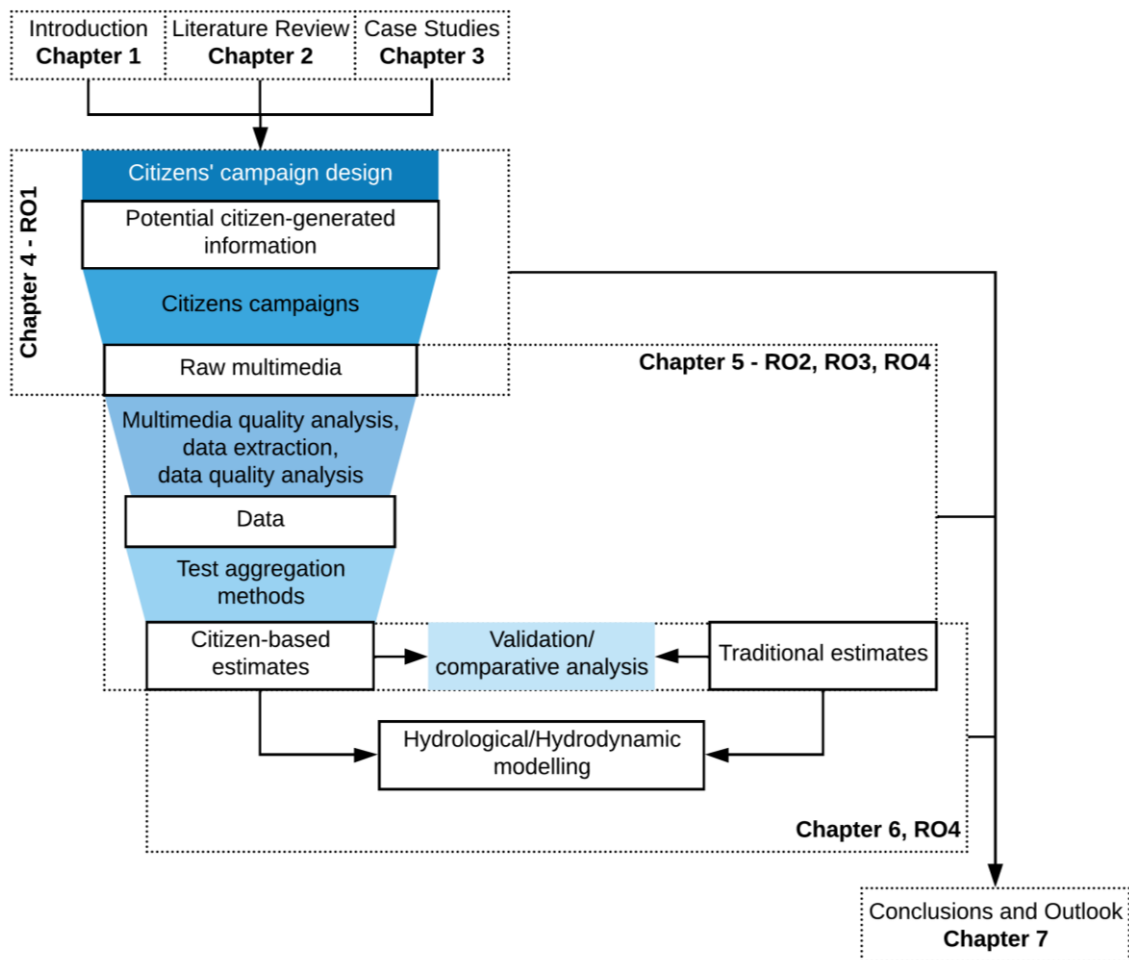 Introduction
Chapter 1
Literature Review
Chapter 2
Case Studies
Chapter 3
Chapter 4 - RO1
Citizens' campaign design
Potential citizen-generated
information
Citizens campaigns
Raw multimedia
Chapter 5 - RO2, RO3, RO4
Multimedia quality analysis,
data extraction,
data quality analysis
Data
Test aggregation
methods
Citizen-based
estimates
Validation/
comparative analysis
Traditional estimates
Hydrological/Hydrodynamic
modelling
Chapter 6, RO4
Conclusions and Outlook
Chapter 7